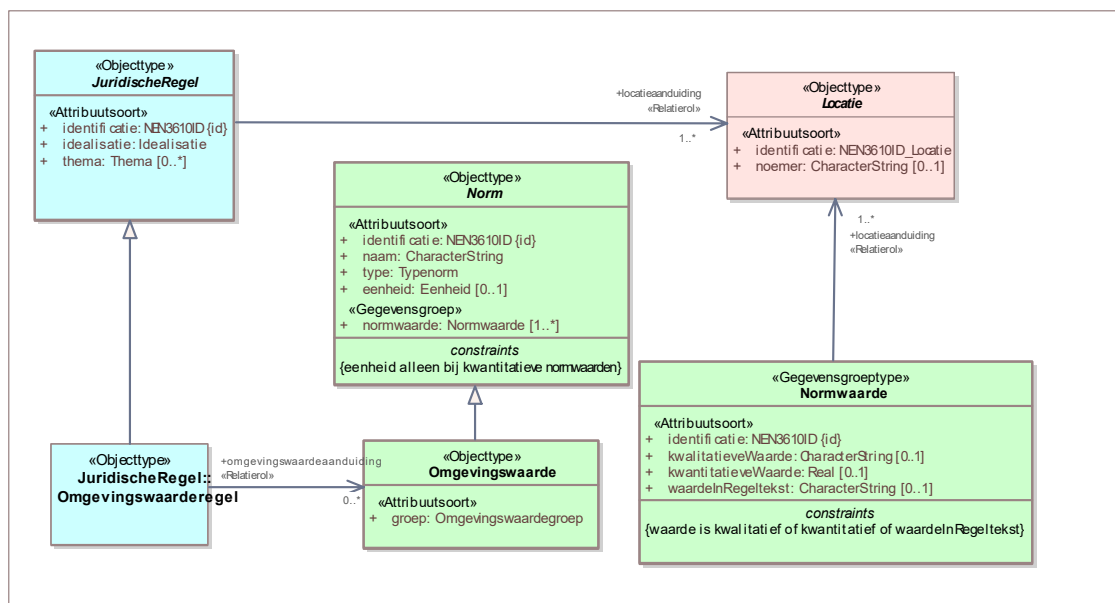 «Objecttype»
JuridischeRegel
«Attribuutsoort»
+ identificatie: NEN3610ID {id}
+ idealisatie: Idealisatie
+ thema: Thema [0..*]
+locatieaanduiding
«Relatierol»
1..*
«Objecttype»
Locatie
«Attribuutsoort»
+ identificatie: NEN3610ID_Locatie
+ noemer: CharacterString [0..1]
«Objecttype»
Norm
«Attribuutsoort»
+ identificatie: NEN3610ID {id}
+ naam: CharacterString
+ type: Typenorm
+ eenheid: Eenheid [0..1]
«Gegevensgroep»
+ normwaarde: Normwaarde [1..*]
constraints
{eenheid alleen bij kwantitatieve normwaarden}
1..*
+locatieaanduiding
«Relatierol»
«Gegevensgroeptype»
Normwaarde
«Attribuutsoort»
+ identificatie: NEN3610ID {id}
+ kwalitatieveWaarde: CharacterString [0..1]
+ kwantitatieveWaarde: Real [0..1]
+ waardeInRegeltekst: CharacterString [0..1]
constraints
{waarde is kwalitatief of kwantitatief of waardeInRegeltekst}
«Objecttype»
JuridischeRegel::
Omgevingswaarderegel
+omgevingswaardeaanduiding
«Relatierol»
0..*
«Objecttype»
Omgevingswaarde
«Attribuutsoort»
+ groep: Omgevingswaardegroep